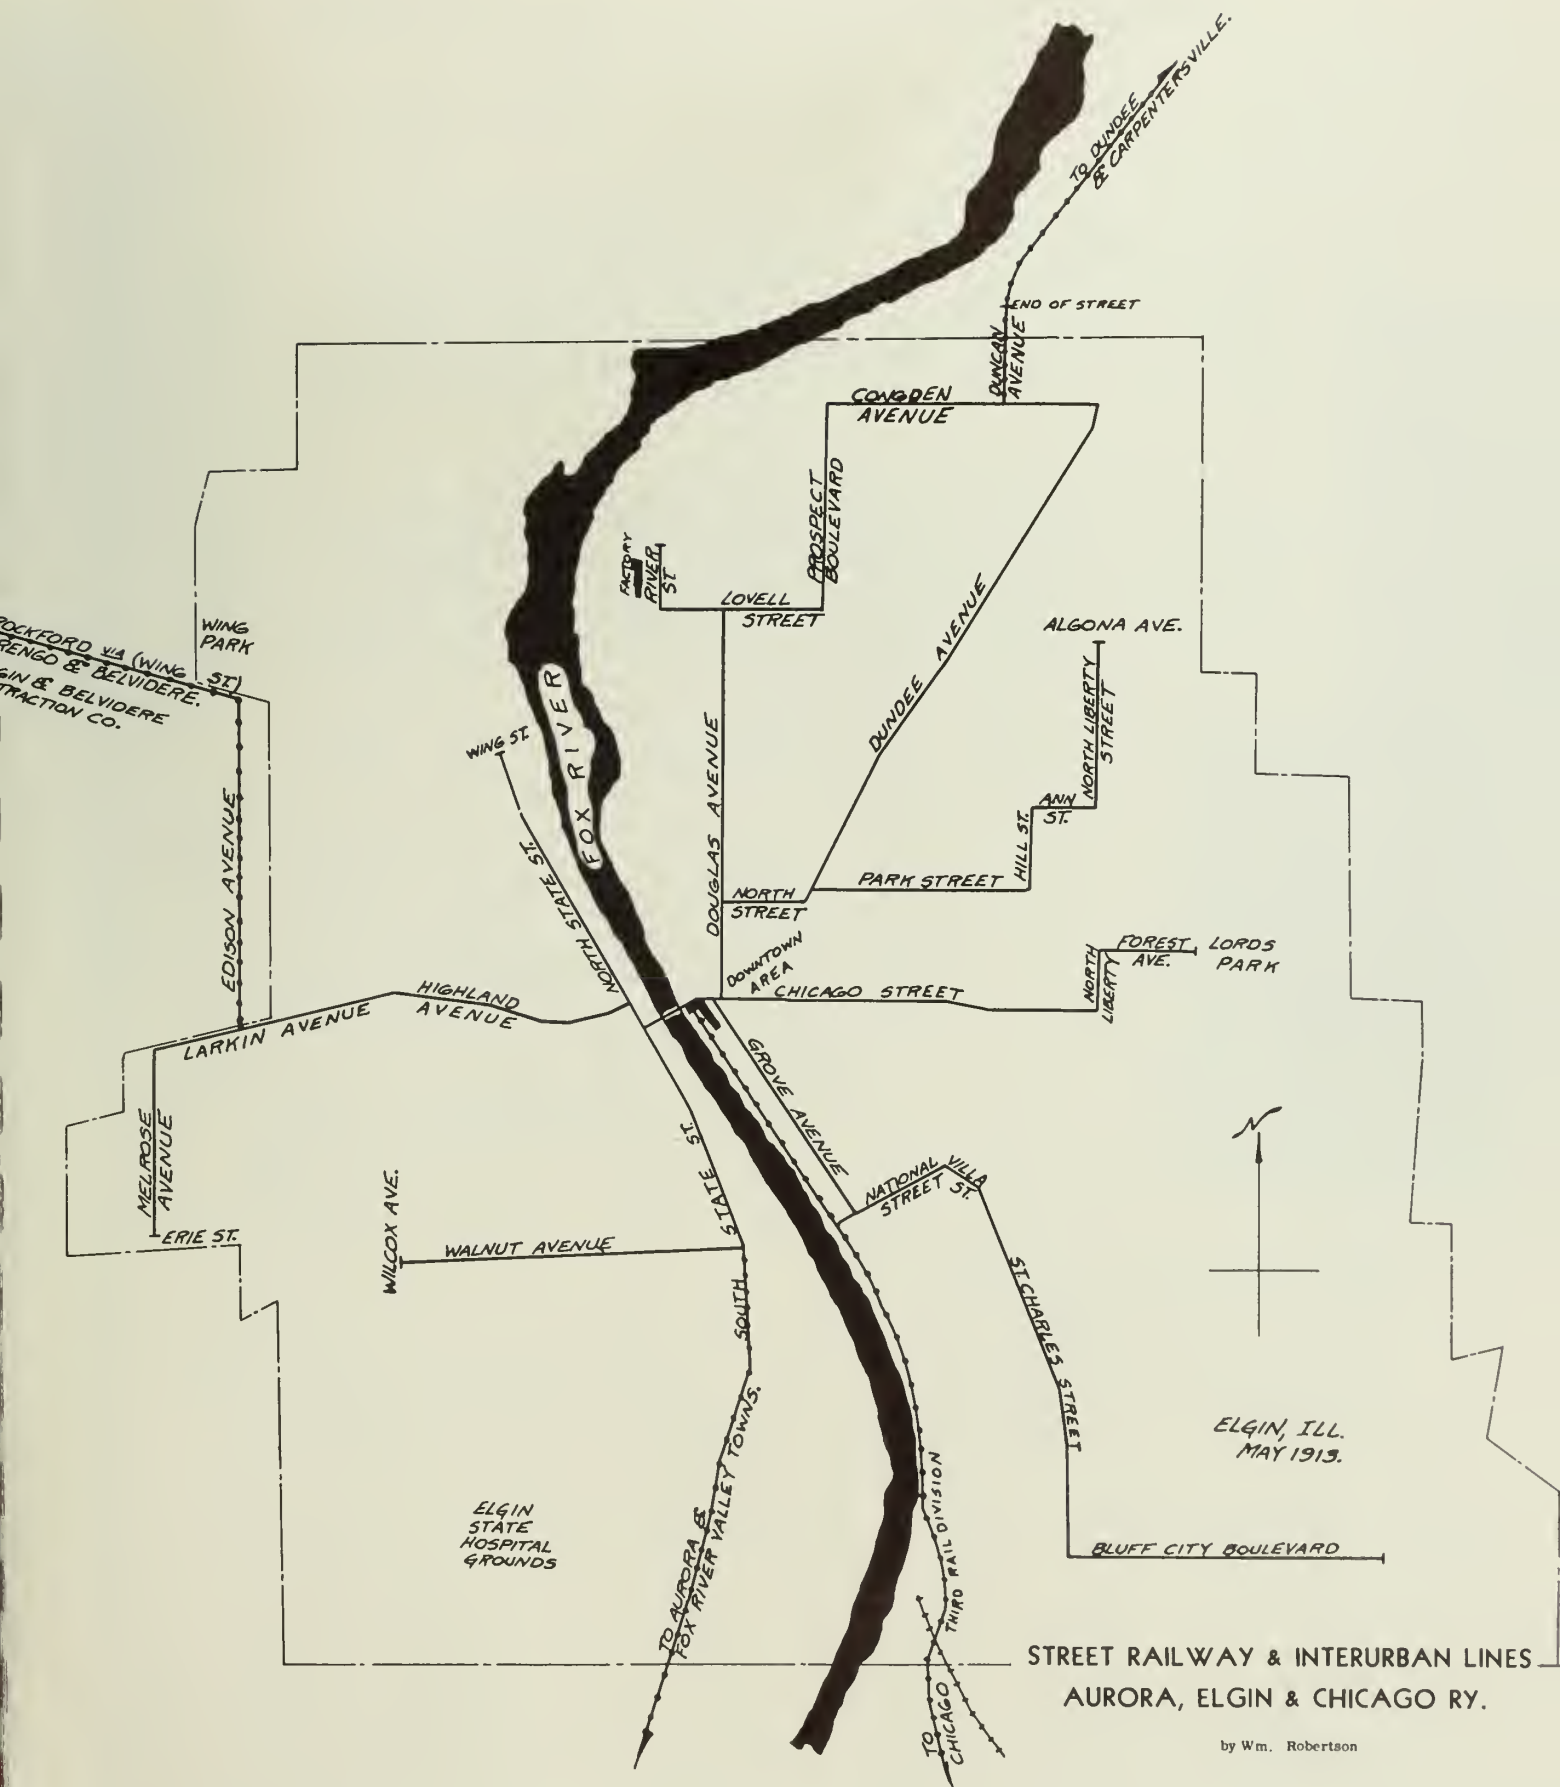 TO DUNDEE
& CARPENTERSVILLE.
END OF STREET
DUNCAN
AVENUE
CONGDEN
AVENUE
PROSPECT
BOULEVARD
FACTORY
RIVER
ST
LOVELL
STREET
DUNDEE AVENUE
ALGONA AVE.
NORTH LIBERTY
STREET
ANN
ST.
HILL ST.
PARK STREET
NORTH
STREET
DOUGLAS AVENUE
WING
PARK
ROCKFORD VIA (WING ST)
RENGO & BELVIDERE.
GIN & BELVIDERE
TRACTION CO.
WING ST.
FOX RIVER
NORTH STATE ST.
EDISON AVENUE
DOWNTOWN
AREA
FOREST
AVE.
LORDS
PARK
NORTH
LIBERTY
CHICAGO STREET
HIGHLAND
AVENUE
LARKIN AVENUE
GROVE AVENUE
MELROSE
AVENUE
ERIE ST.
WILCOX AVE.
WALNUT AVENUE
SOUTH STATE ST.
NATIONAL
STREET
VILLA
ST.
N
ST. CHARLES STREET
ELGIN, ILL.
MAY 1913.
ELGIN
STATE
HOSPITAL
GROUNDS
TO AURORA &
FOX RIVER VALLEY TOWNS.
THIRD RAIL DIVISION
BLUFF CITY BOULEVARD
TO
CHICAGO
STREET RAILWAY & INTERURBAN LINES
AURORA, ELGIN & CHICAGO RY.
by Wm. Robertson